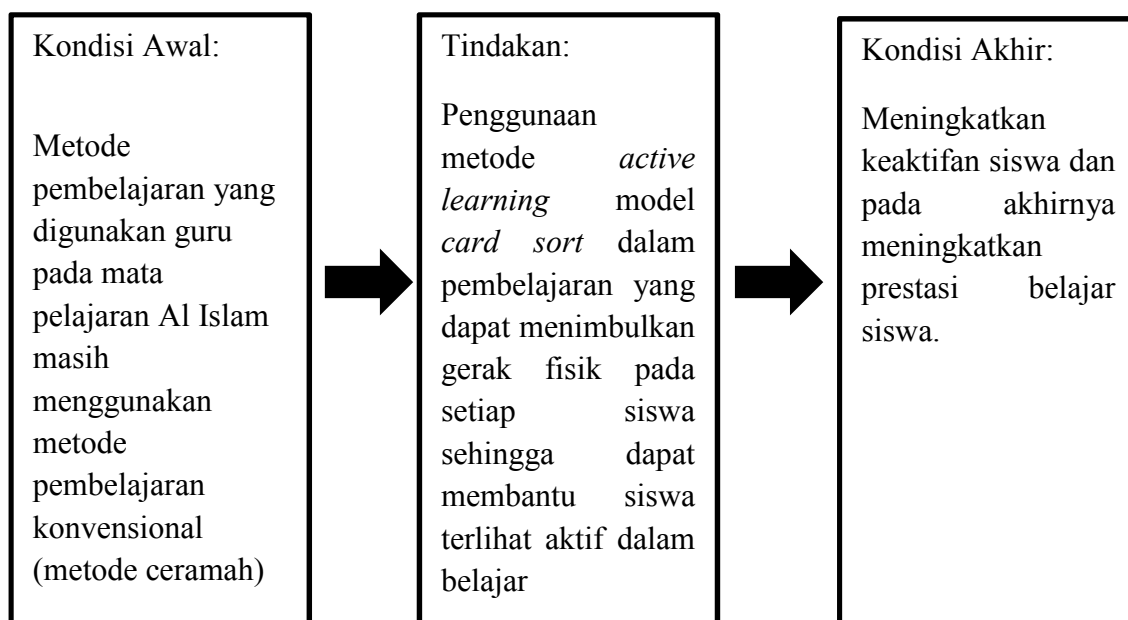 Kondisi Awal:
Metode
pembelajaran yang
digunakan guru
pada mata
pelajaran Al Islam
masih
menggunakan
metode
pembelajaran
konvensional
(metode ceramah)
Tindakan:
Penggunaan
metode active
learning model
card sort dalam
pembelajaran yang
dapat menimbulkan
gerak fisik pada
setiap siswa
sehingga dapat
membantu siswa
terlihat aktif dalam
belajar
Kondisi Akhir:
Meningkatkan
keaktifan siswa dan
pada akhirnya
meningkatkan
prestasi belajar
siswa.